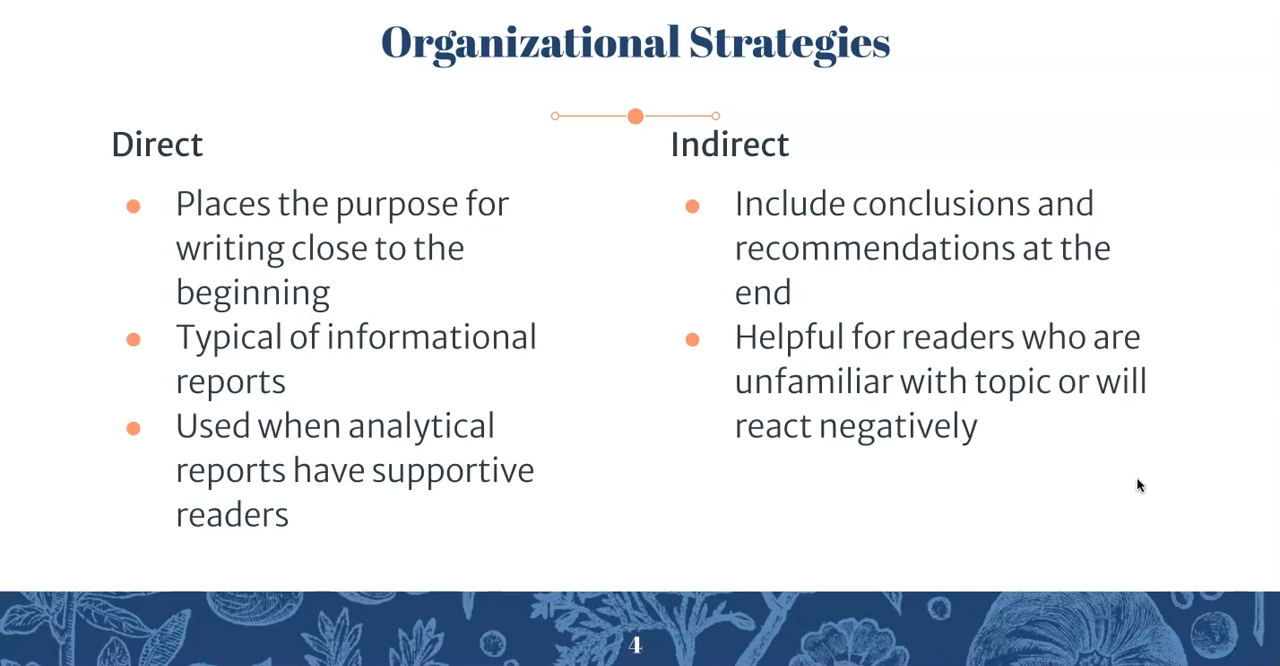 Organizational Strategies
Direct
Places the purpose for
writing close to the
beginning
Typical of informational
reports
Used when analytical
reports have supportive
readers
Indirect
Include conclusions and
recommendations at the
end
Helpful for readers who are
unfamiliar with topic or will
react negatively
4